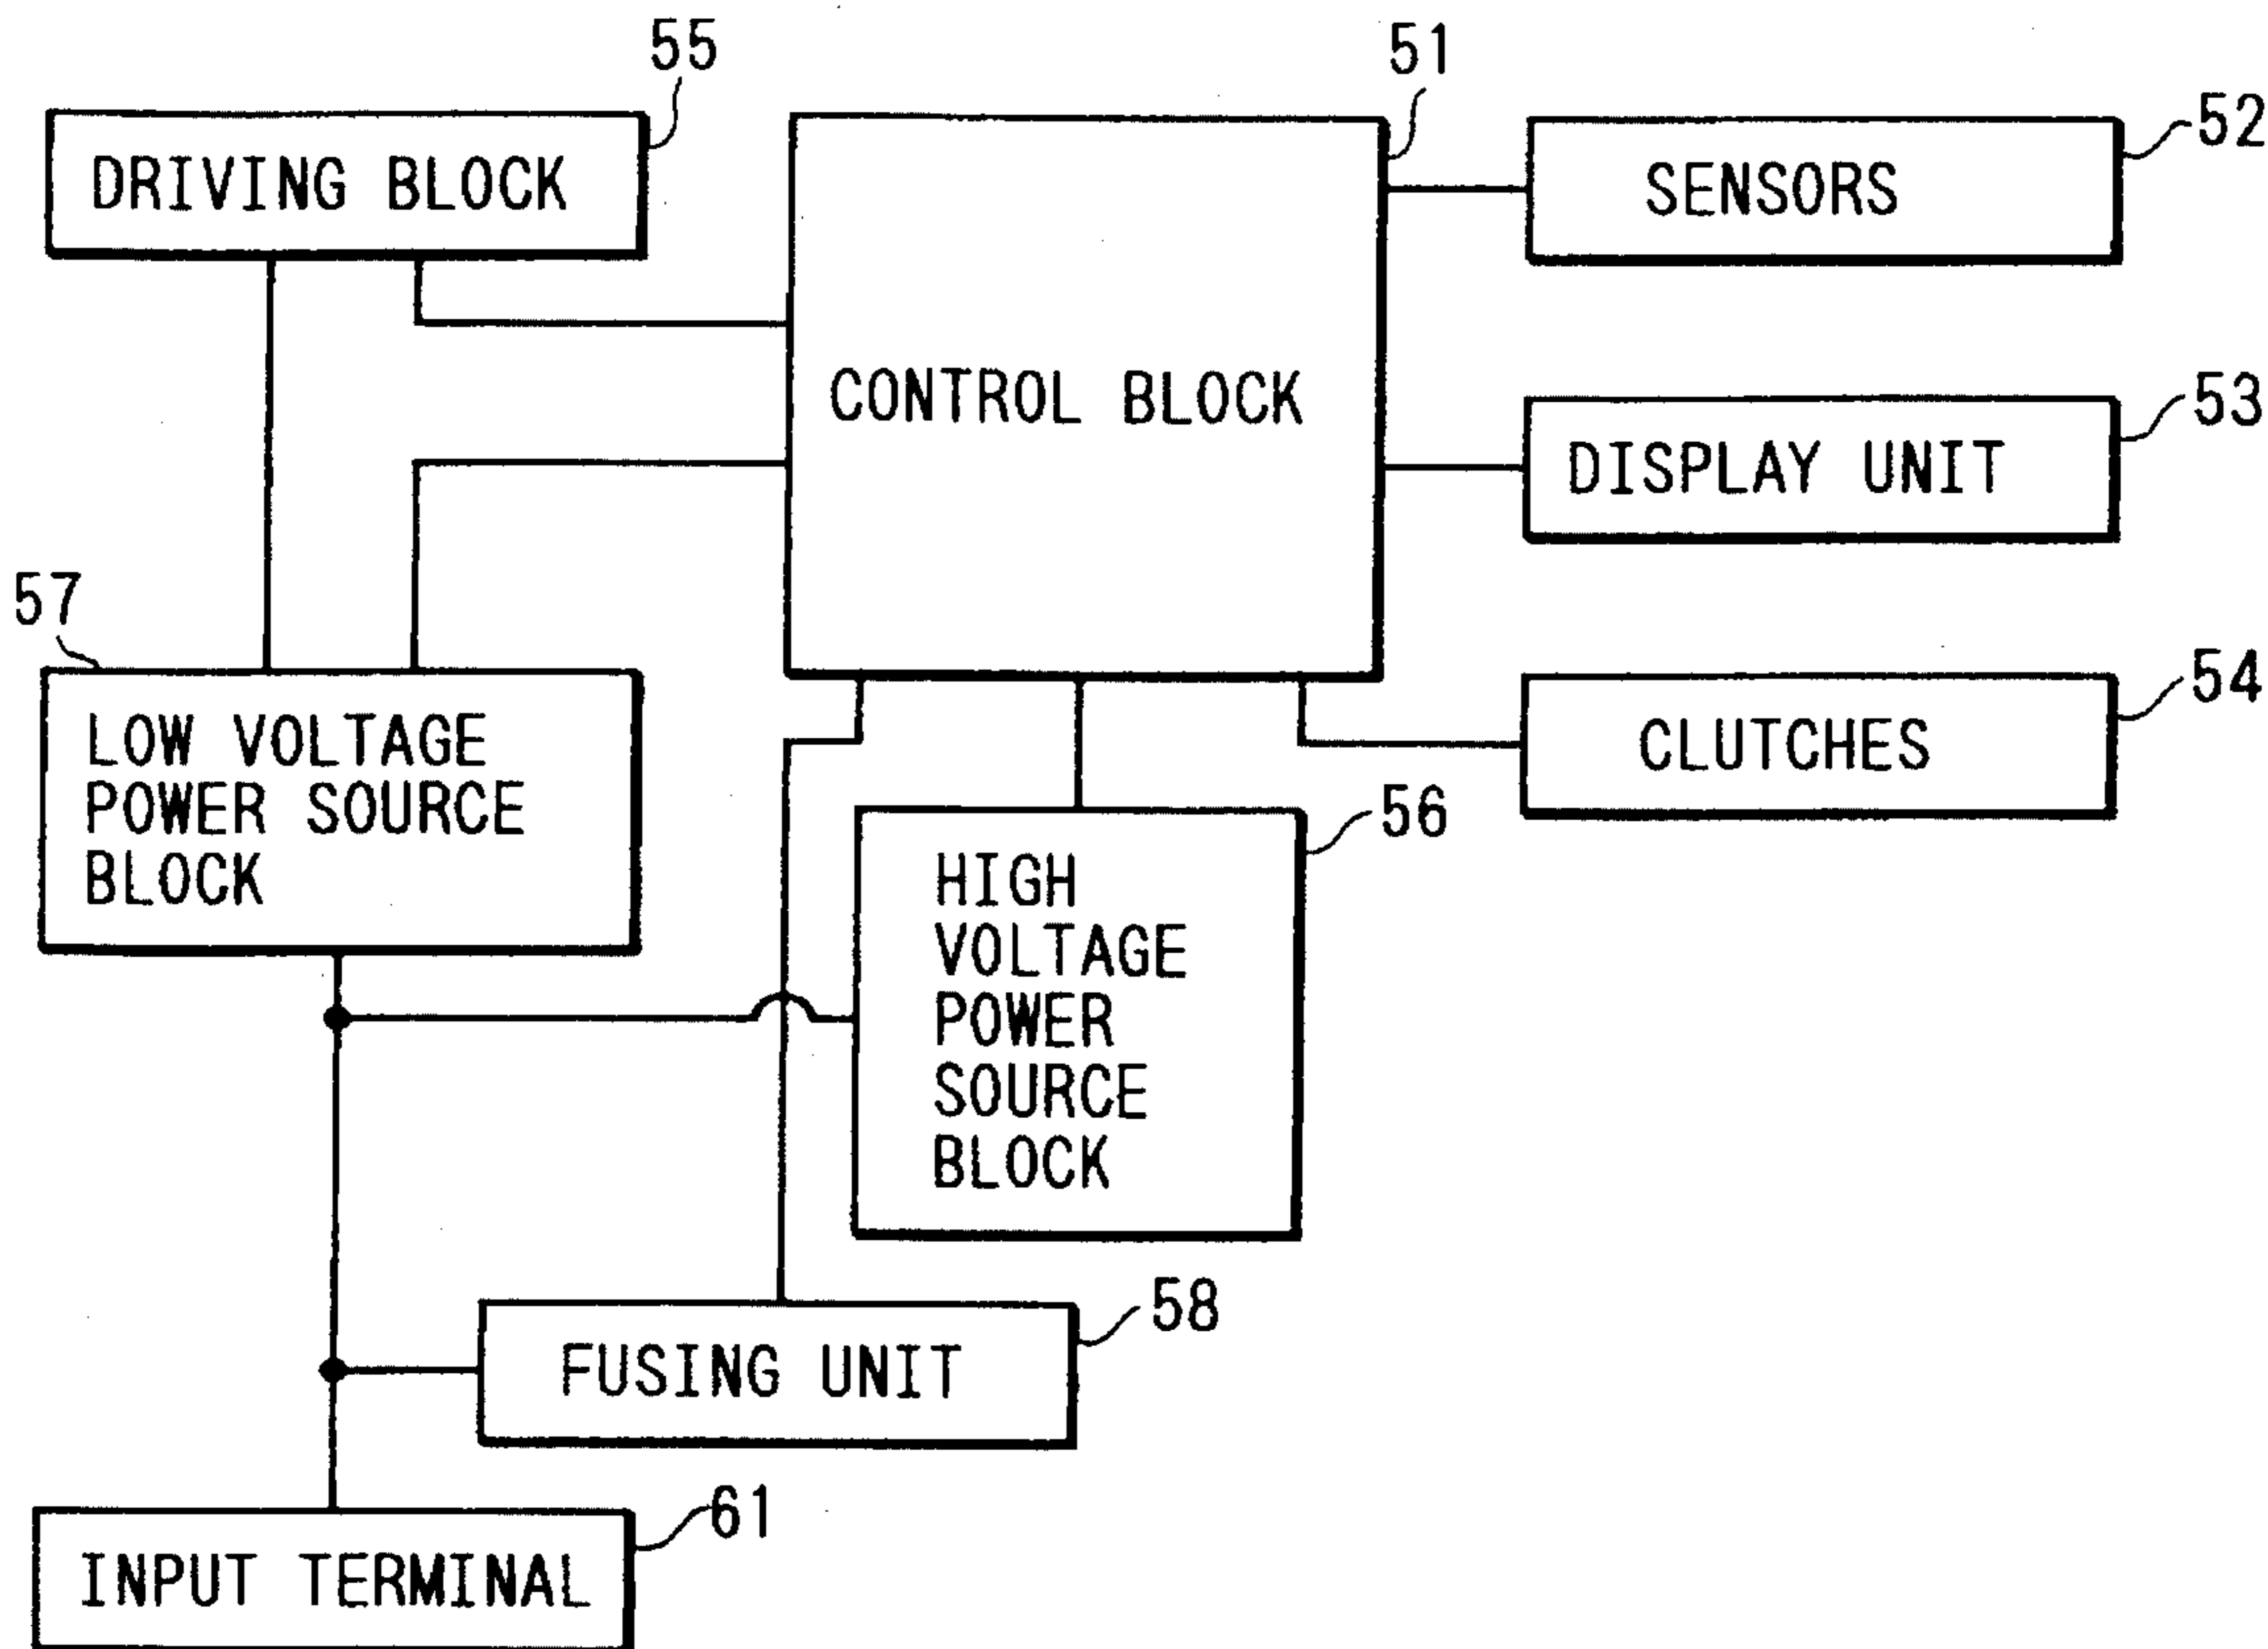 55
51
DRIVING BLOCK
SENSORS
52
CONTROL BLOCK
DISPLAY UNIT
53
57
LOW VOLTAGE
POWER SOURCE
BLOCK
CLUTCHES
54
56
HIGH
VOLTAGE
POWER
SOURCE
BLOCK
58
FUSING UNIT
61
INPUT TERMINAL